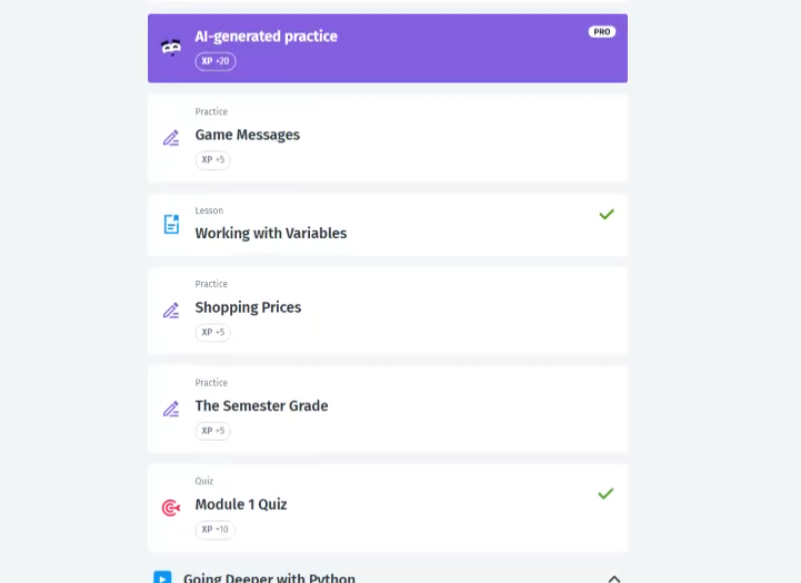 AI-generated practice
PRO
XP +20
Practice
Game Messages
XP +5
Lesson
Working with Variables
Practice
Shopping Prices
XP +5
Practice
The Semester Grade
XP +5
Quiz
Module 1 Quiz
XP +10
Going Deeper with Python